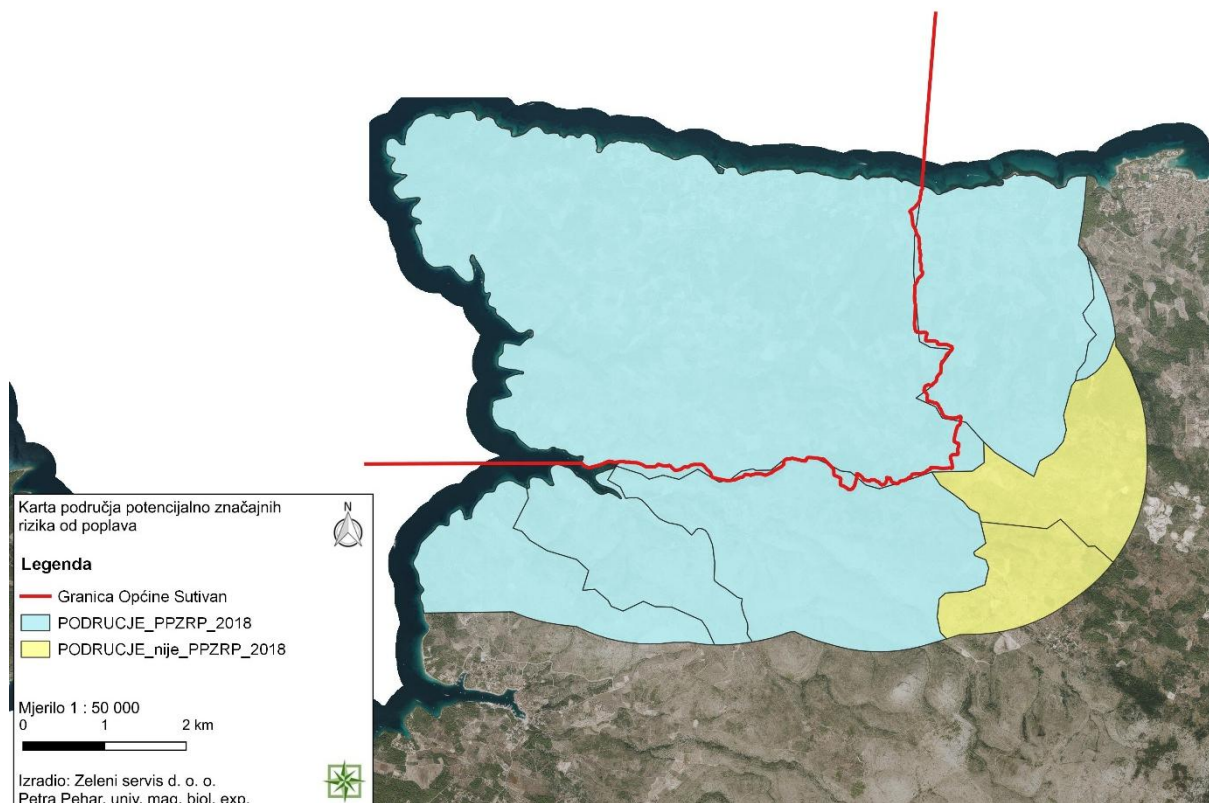 Karta područja potencijalno značajnih
rizika od poplava
N
Legenda
Granica Općine Sutivan
PODRUCJE_PPZRP_2018
PODRUCJE_nije_PPZRP_2018
Mjerilo 1 : 50 000
0 1 2 km
Izradio: Zeleni servis d. o. o.
Petra Pehar, univ. mag. biol. exp.